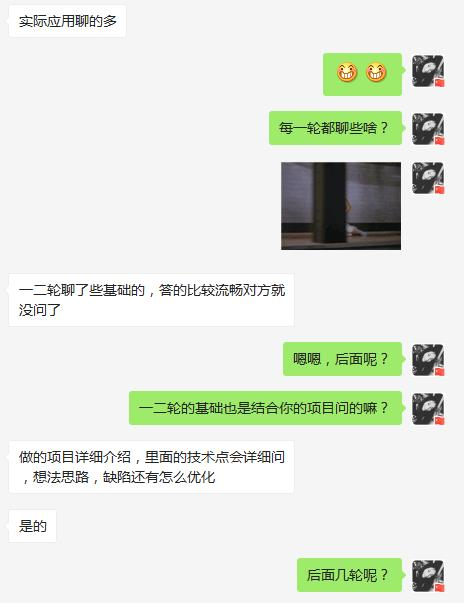 实际应用聊的多
每一轮都聊些啥？
一二轮聊了些基础的，答的比较流畅对方就
没问了
嗯嗯，后面呢？
一二轮的基础也是结合你的项目问的嘛？
做的项目详细介绍，里面的技术点会详细问
，想法思路，缺陷还有怎么优化
是的
后面几轮呢？